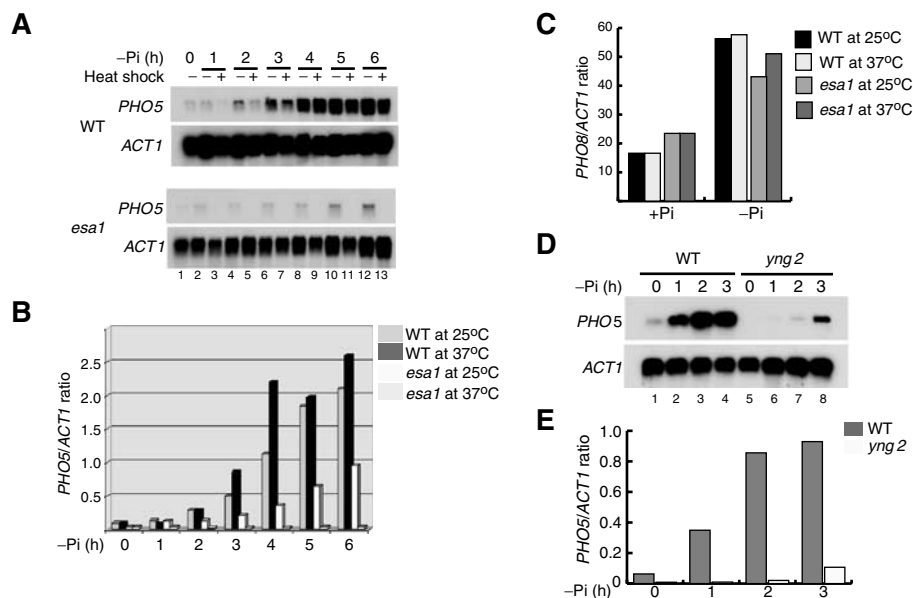 A
–Pi (h) 0 1 2 3 4 5 6
Heat shock – – + – + – + – + – + – +
WT
PHO5
ACT1
esa1
PHO5
ACT1
1 2 3 4 5 6 7 8 9 10 11 12 13
B
PHO5/ACT1 ratio
2.5
2.0
1.5
1.0
0.5
–Pi (h) 0 1 2 3 4 5 6
WT at 25ºC
WT at 37ºC
esa1 at 25ºC
esa1 at 37ºC
C
PHO8/ACT1 ratio
60
50
40
30
20
10
+Pi –Pi
WT at 25ºC
WT at 37ºC
esa1 at 25ºC
esa1 at 37ºC
D
WT yng2
–Pi (h) 0 1 2 3 0 1 2 3
PHO5
ACT1
1 2 3 4 5 6 7 8
E
PHO5/ACT1 ratio
1.0
0.8
0.6
0.4
0.2
0
–Pi (h) 0 1 2 3
WT
yng2